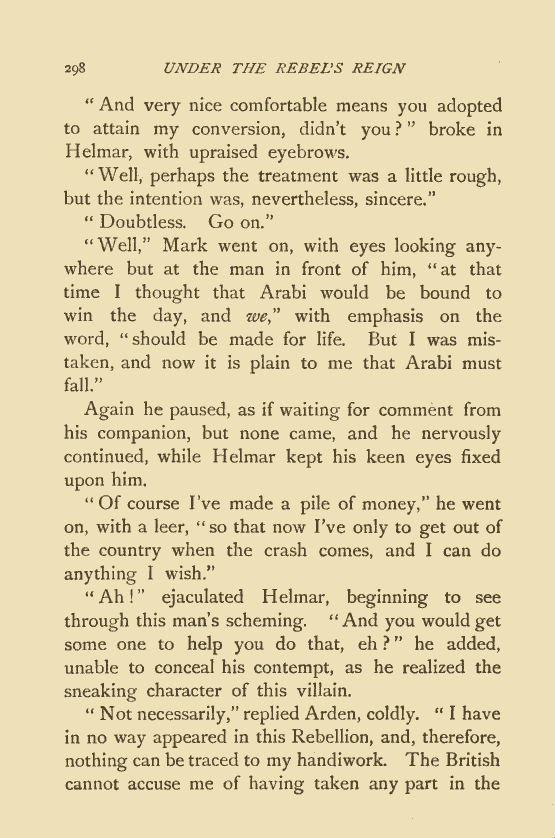 298 UNDER THE REBEL'S REIGN
“ And very nice comfortable means you adopted
to attain my conversion, didn't you ? ” broke in
Helmar, with upraised eyebrows.
“ Well, perhaps the treatment was a little rough,
but the intention was, nevertheless, sincere.”
“ Doubtless. Go on.”
“ Well,” Mark went on, with eyes looking any-
where but at the man in front of him, “ at that
time I thought that Arabi would be bound to
win the day, and we,” with emphasis on the
word, “ should be made for life. But I was mis-
taken, and now it is plain to me that Arabi must
fall.”
Again he paused, as if waiting for comment from
his companion, but none came, and he nervously
continued, while Helmar kept his keen eyes fixed
upon him.
“ Of course I've made a pile of money,” he went
on, with a leer, “ so that now I've only to get out of
the country when the crash comes, and I can do
anything I wish.”
“ Ah ! ” ejaculated Helmar, beginning to see
through this man's scheming. “ And you would get
some one to help you do that, eh ? ” he added,
unable to conceal his contempt, as he realized the
sneaking character of this villain.
“ Not necessarily,” replied Arden, coldly. “ I have
in no way appeared in this Rebellion, and, therefore,
nothing can be traced to my handiwork. The British
cannot accuse me of having taken any part in the